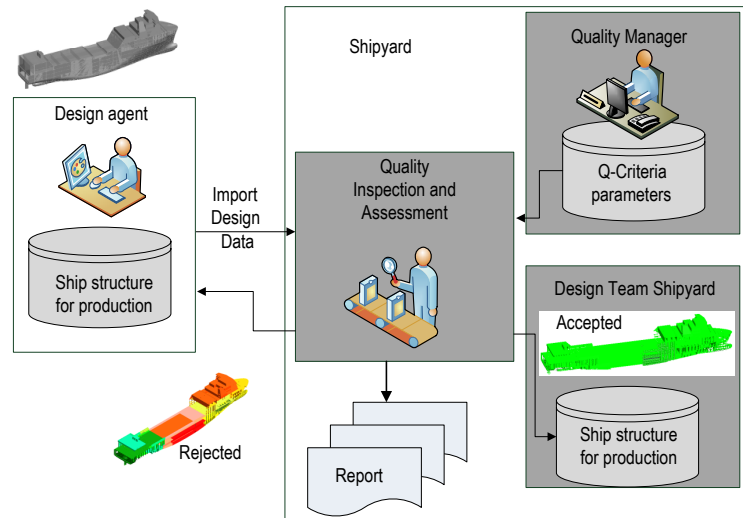 Shipyard
Quality Manager
Q-Criteria
parameters
Design agent
Ship structure
for production
Import
Design
Data
Quality
Inspection and
Assessment
Design Team Shipyard
Accepted
Ship structure
for production
Rejected
Report